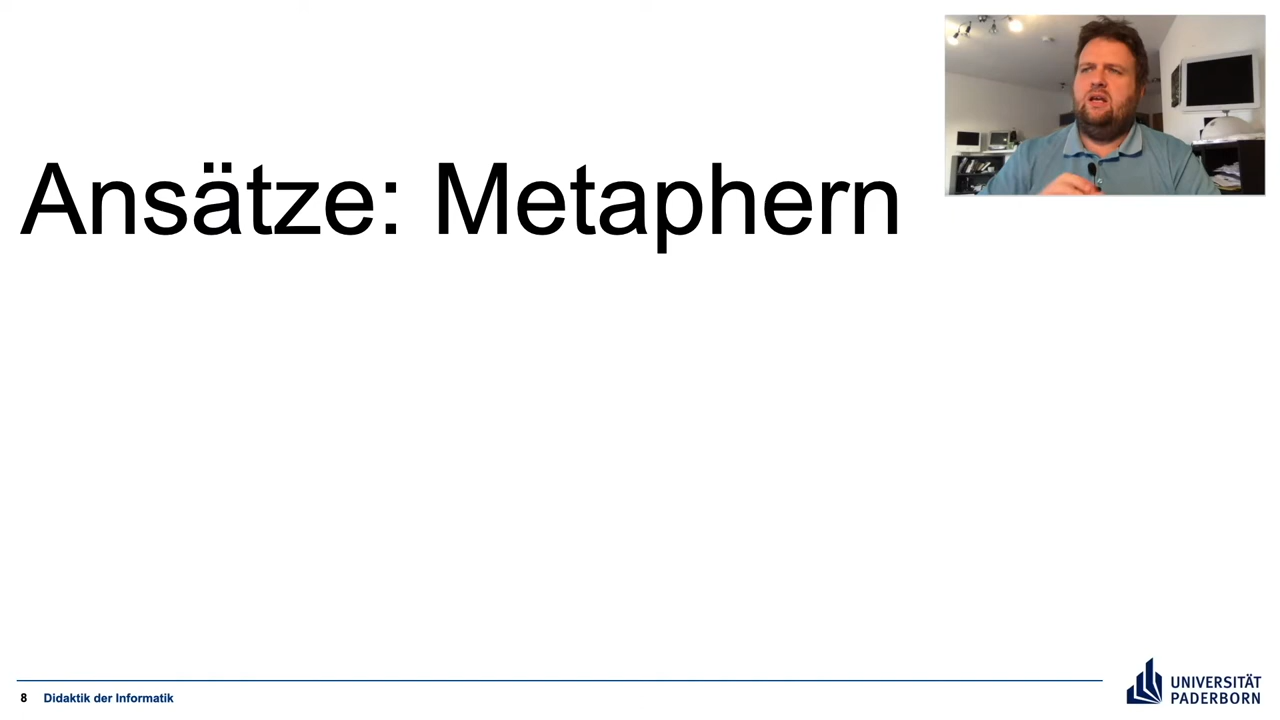 Ansätze: Metaphern
8 Didaktik der Informatik
UNIVERSITÄT
PADERBORN